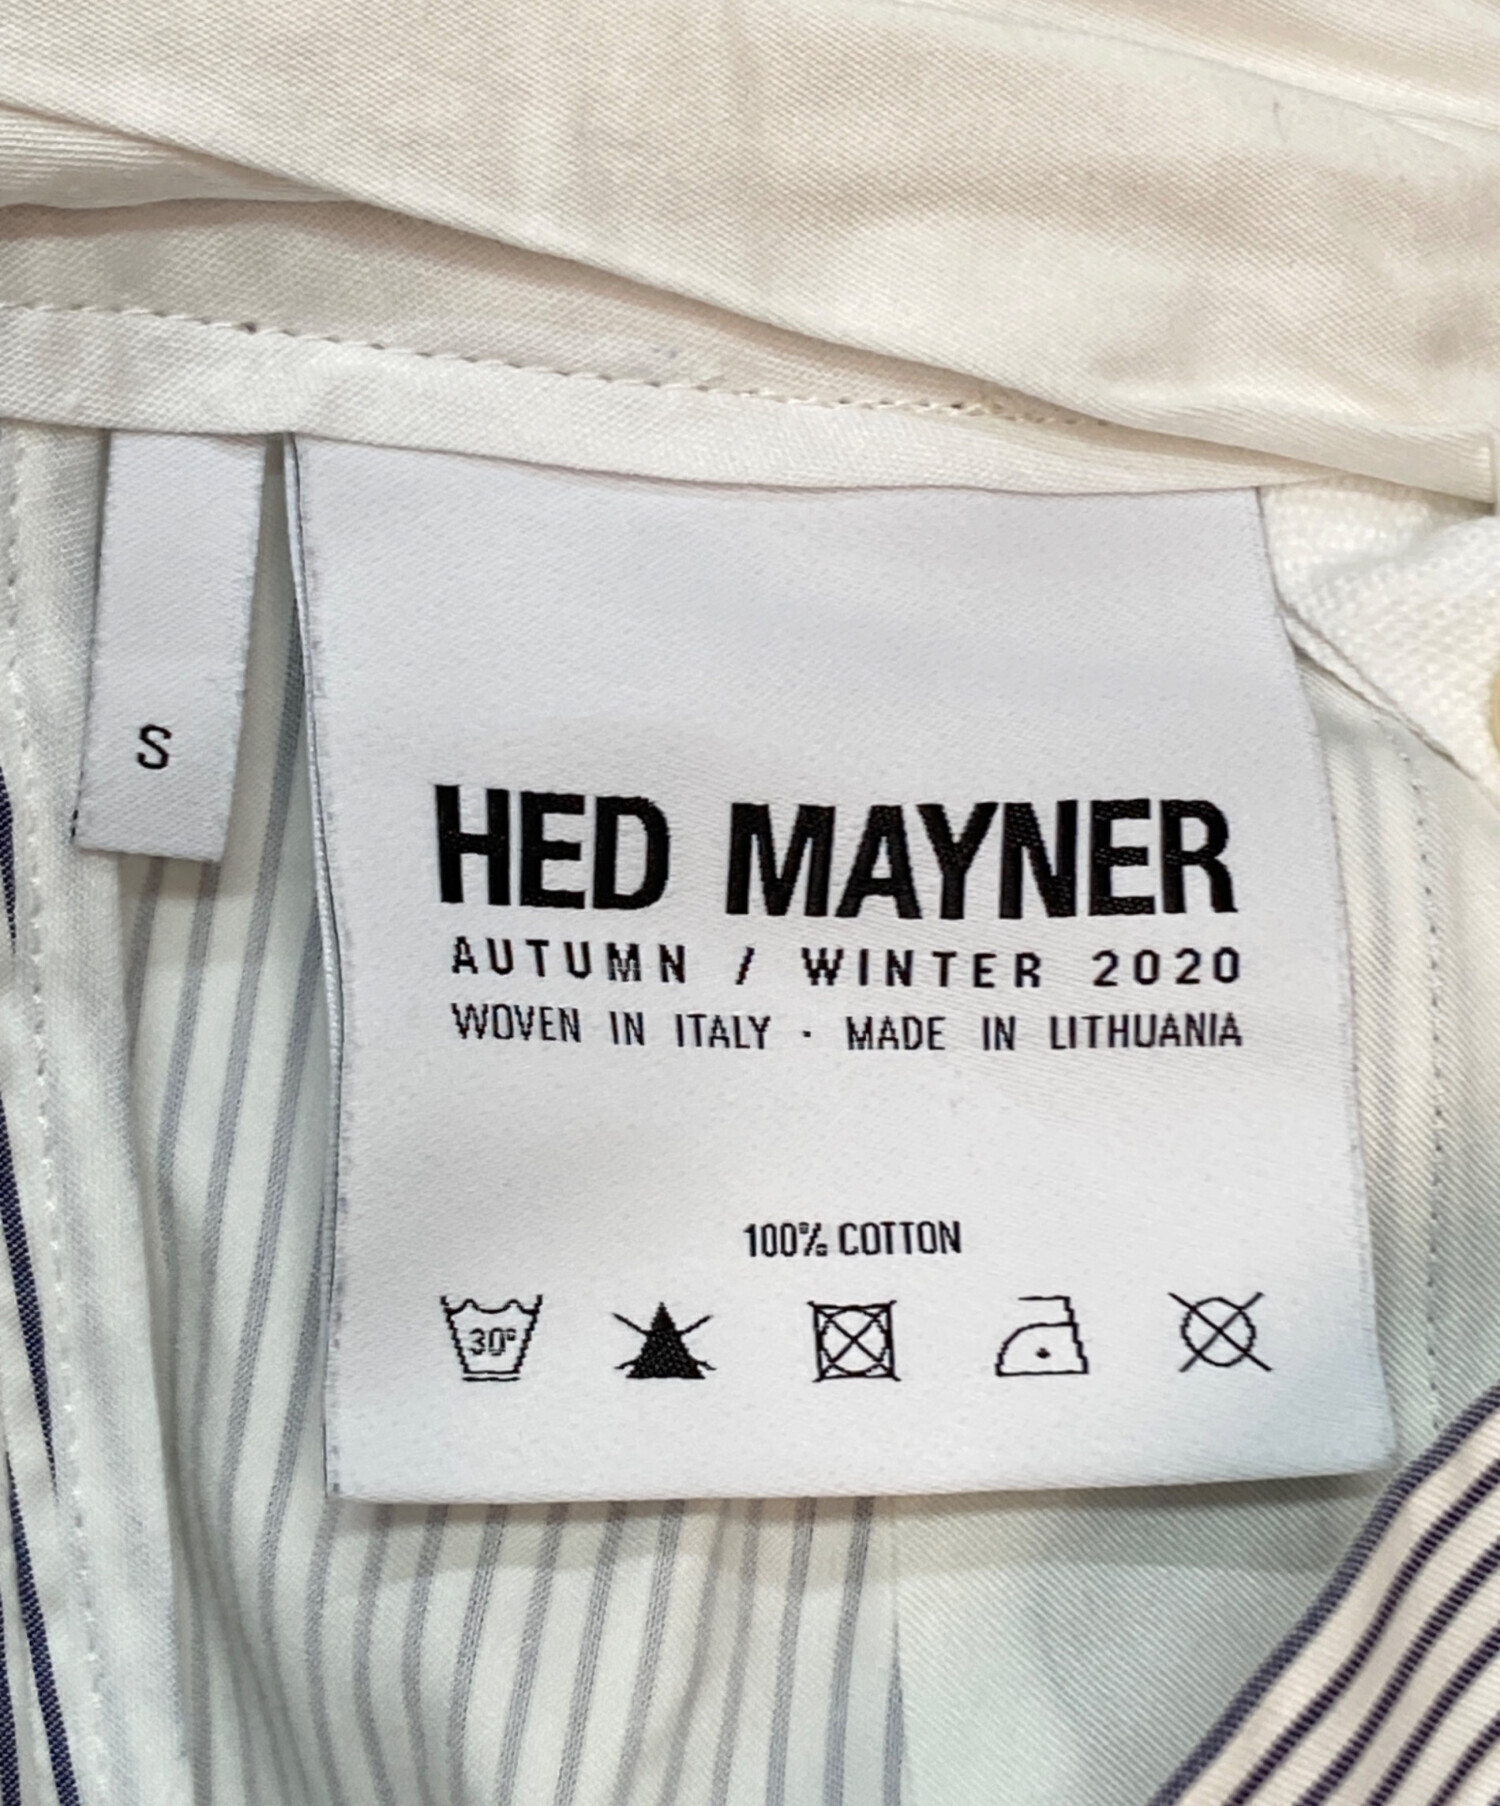 S
HED MAYNER
AUTUMN / WINTER 2020
WOVEN IN ITALY · MADE IN LITHUANIA
100% COTTON
30°